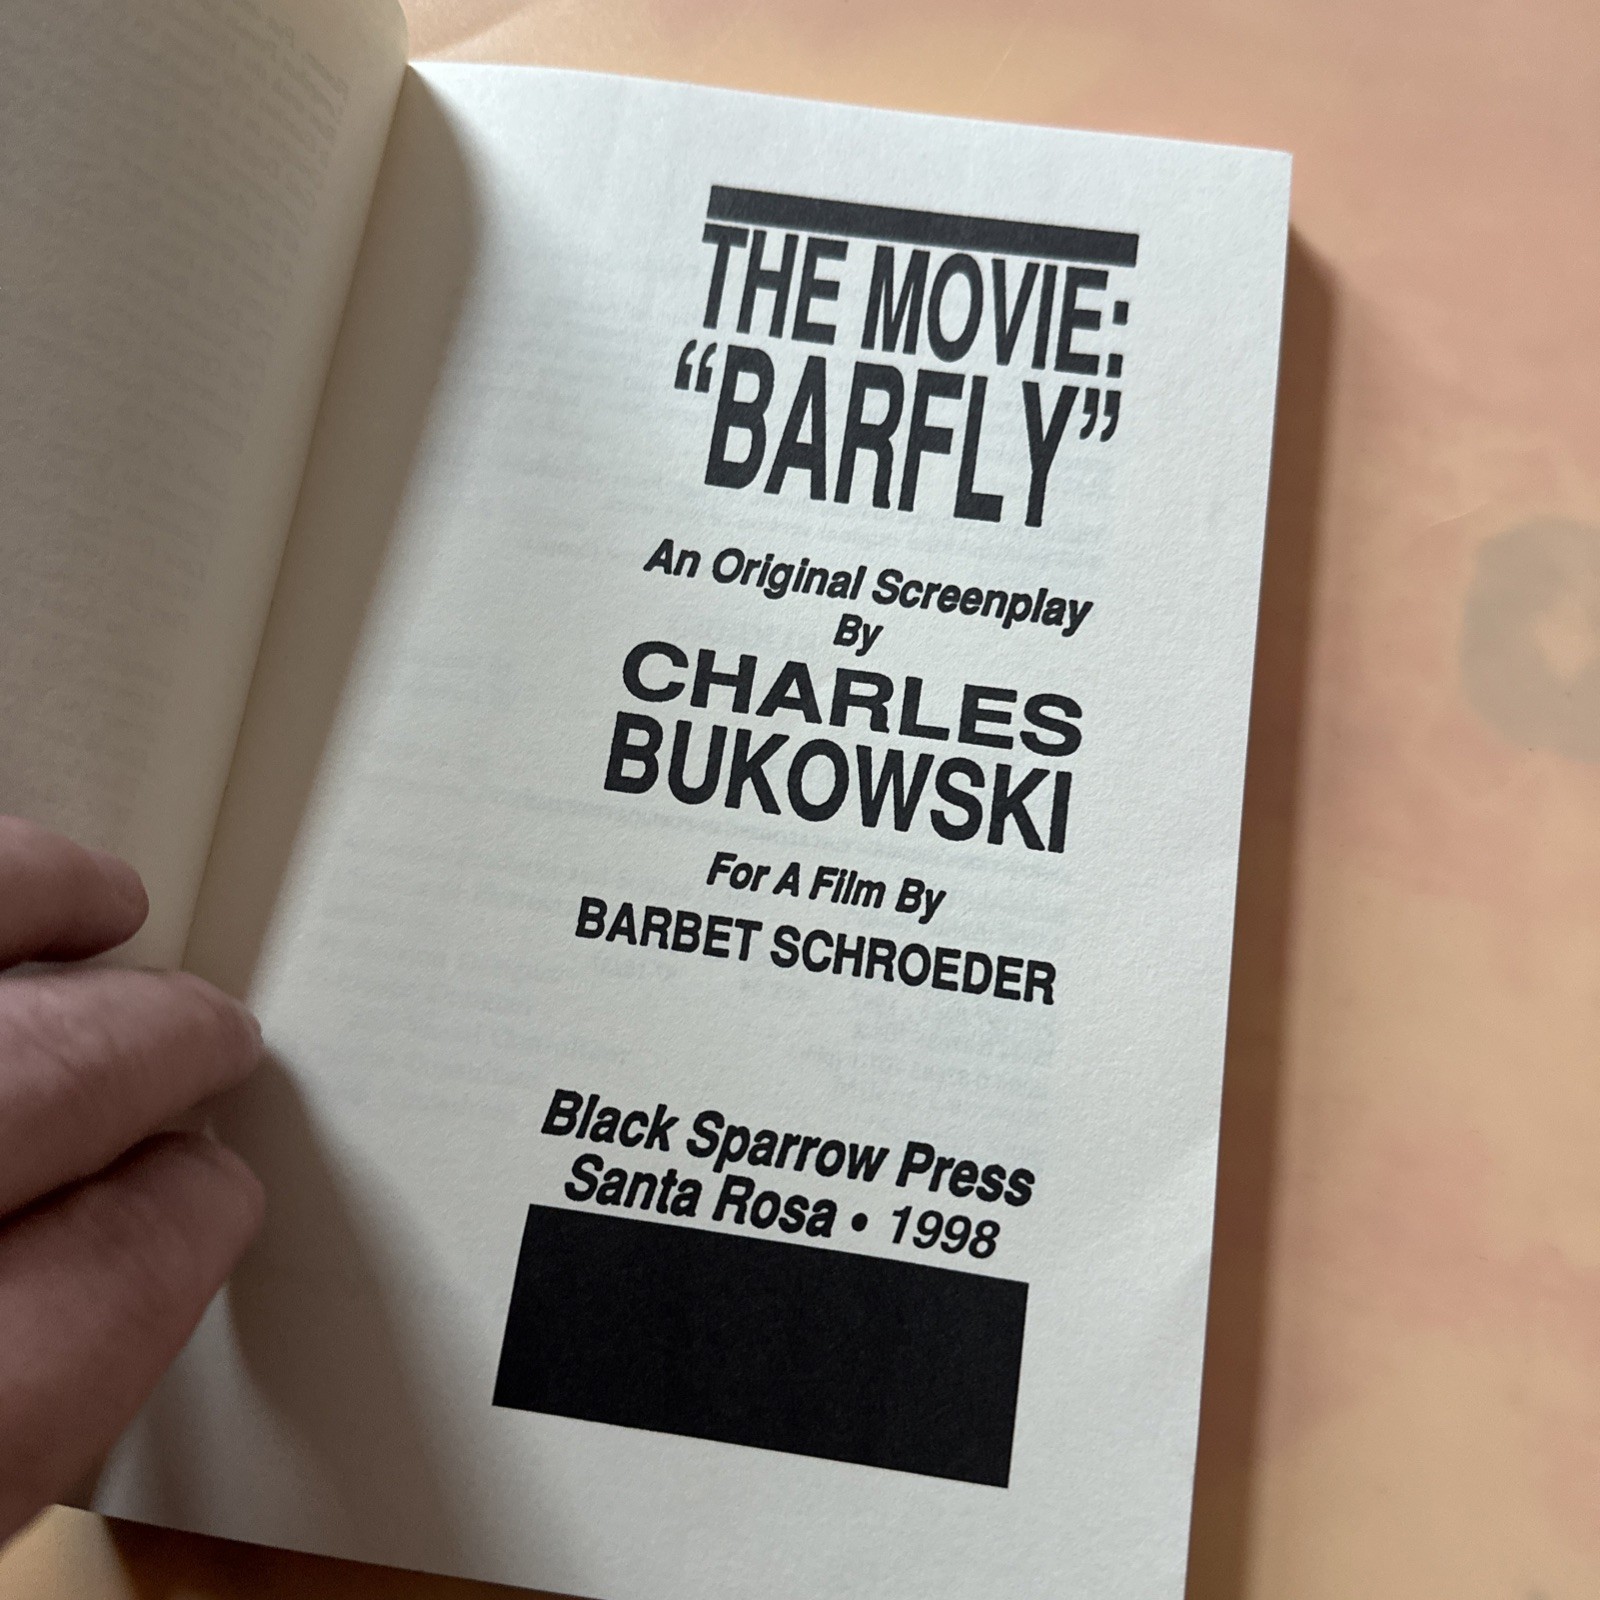 THE MOVIE:
“BARFLY”
An Original Screenplay
By
CHARLES
BUKOWSKI
For A Film By
BARBET SCHROEDER
Black Sparrow Press
Santa Rosa • 1998